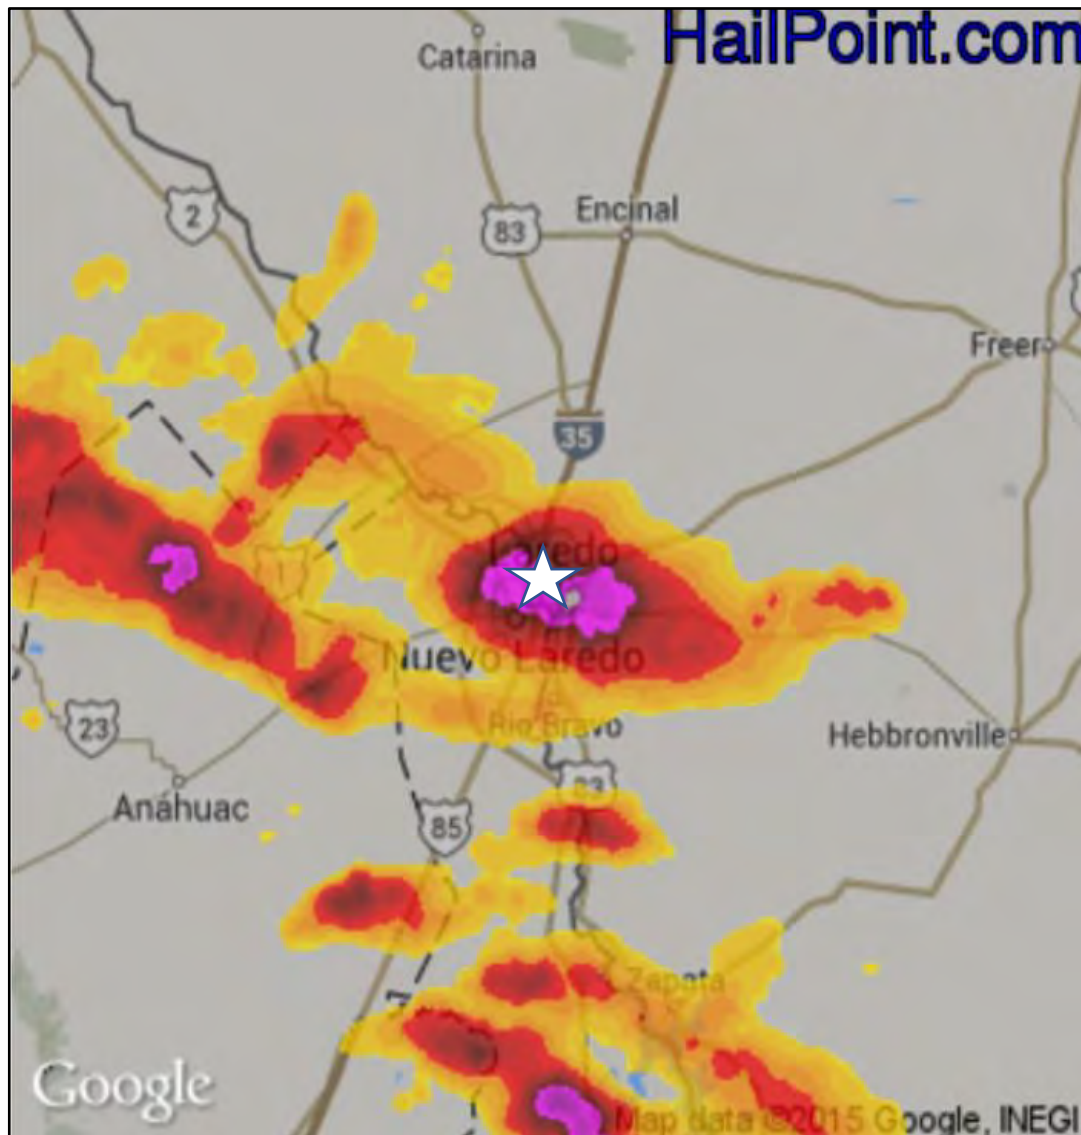 HailPoint.com
Catarina
2
83
Encinal
Freer
35
Laredo
Nuevo Laredo
Rio Bravo
23
Hebbronville
Anáhuac
83
85
Zapata
Google
Map data ©2015 Google, INEGI